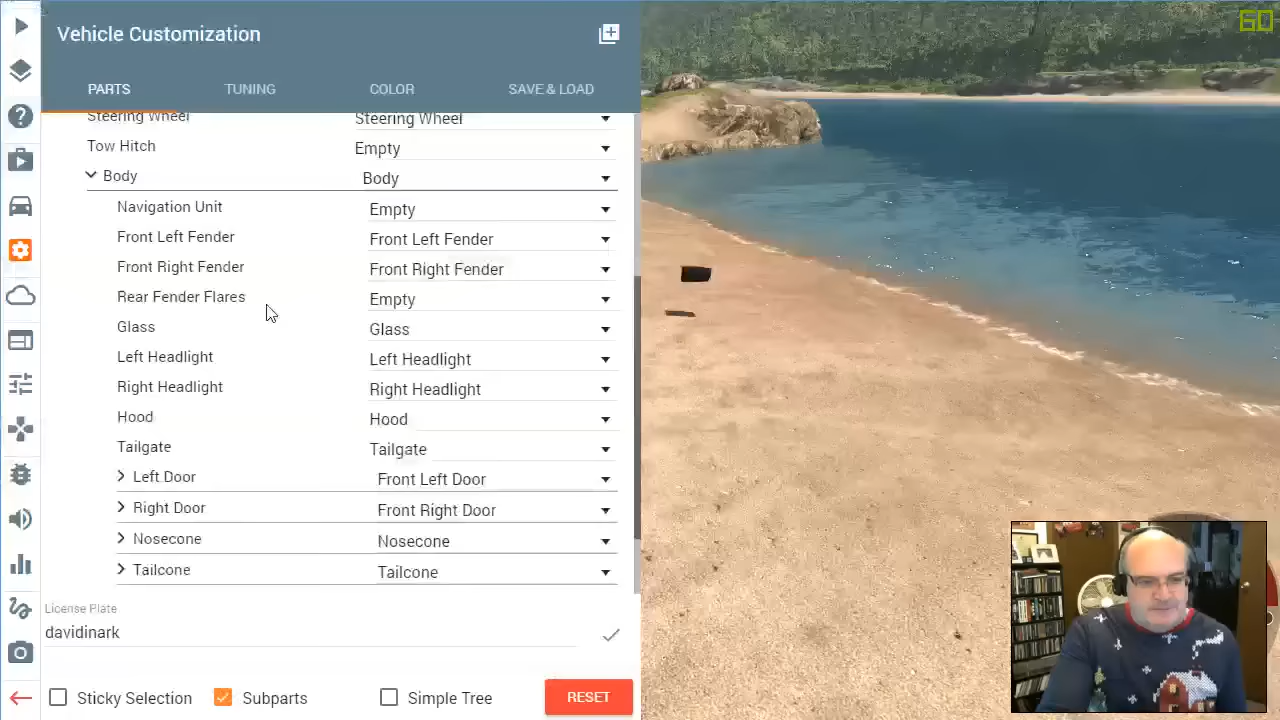 Vehicle Customization
60
PARTS TUNING COLOR SAVE & LOAD
Steering Wheel Steering Wheel
Tow Hitch Empty
Body Body
Navigation Unit Empty
Front Left Fender Front Left Fender
Front Right Fender Front Right Fender
Rear Fender Flares Empty
Glass Glass
Left Headlight Left Headlight
Right Headlight Right Headlight
Hood Hood
Tailgate Tailgate
Left Door Front Left Door
Right Door Front Right Door
Nosecone Nosecone
Tailcone Tailcone
License Plate
davidinark
Sticky Selection Subparts Simple Tree RESET